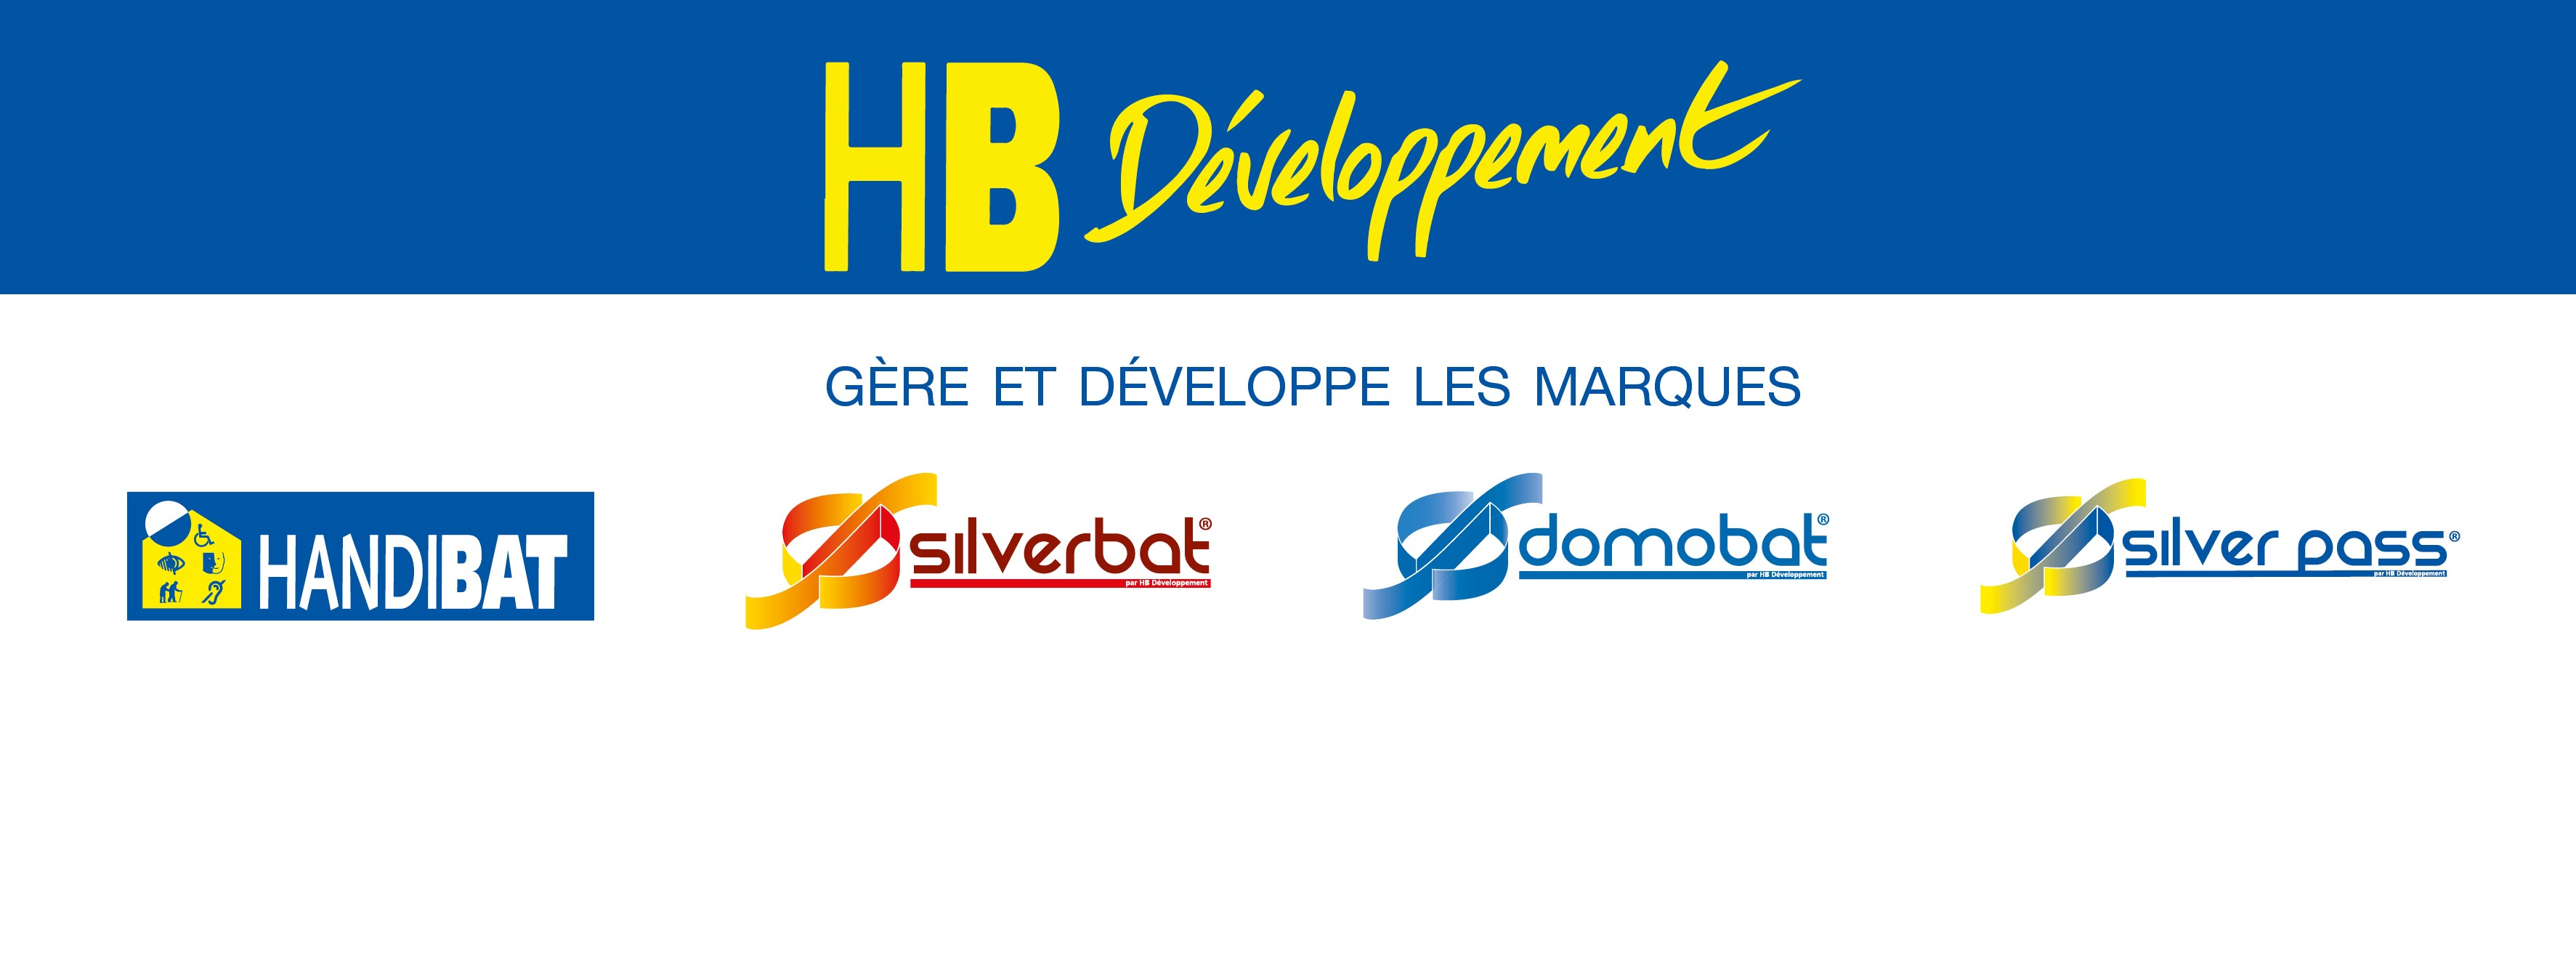 HB Développement
GÈRE ET DÉVELOPPE LES MARQUES
HANDIBAT
silverbat®
par HB Développement
domobat®
par HB Développement
silver pass®
par HB Développement